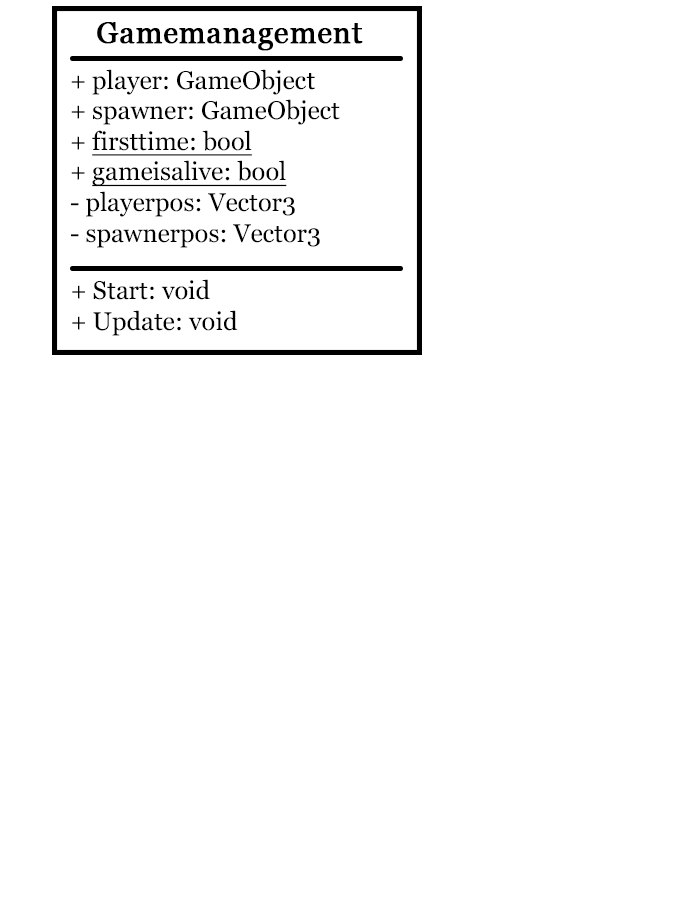 Gamemanagement
+ player: GameObject
+ spawner: GameObject
+ firsttime: bool
+ gameisalive: bool
- playerpos: Vector3
- spawnerpos: Vector3
+ Start: void
+ Update: void